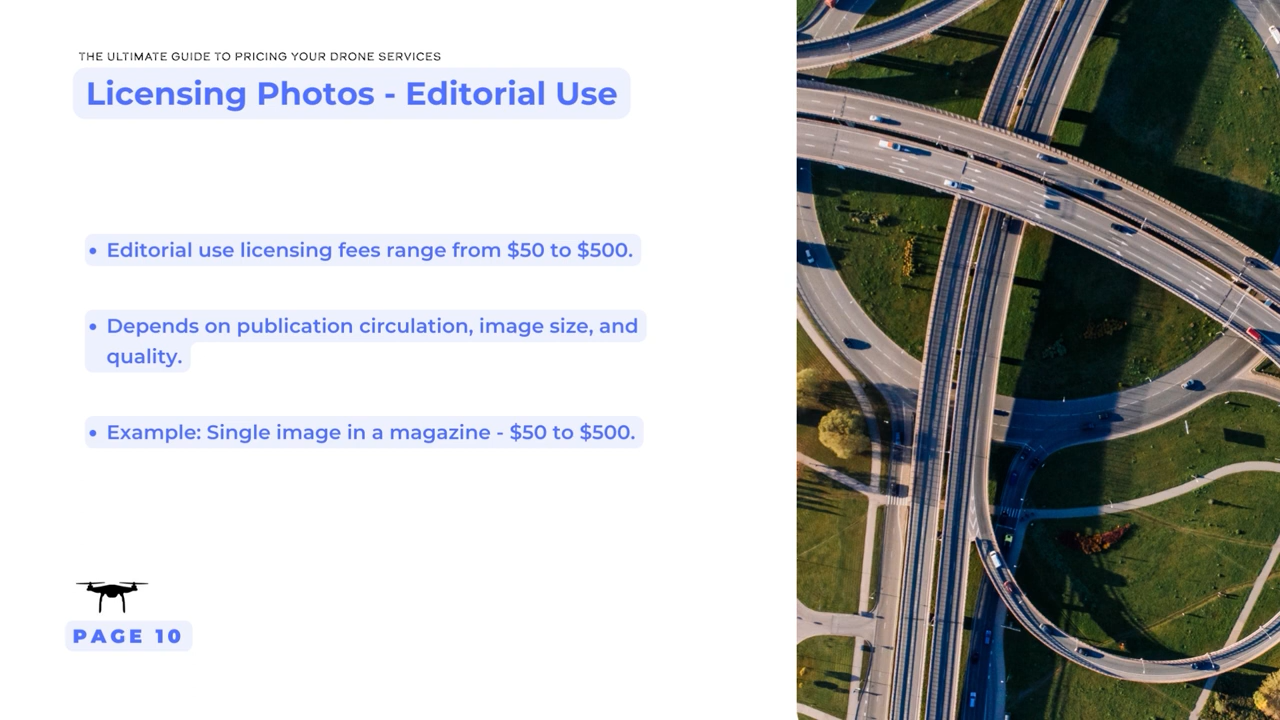 THE ULTIMATE GUIDE TO PRICING YOUR DRONE SERVICES
Licensing Photos - Editorial Use
• Editorial use licensing fees range from $50 to $500.
• Depends on publication circulation, image size, and
quality.
• Example: Single image in a magazine - $50 to $500.
PAGE 10